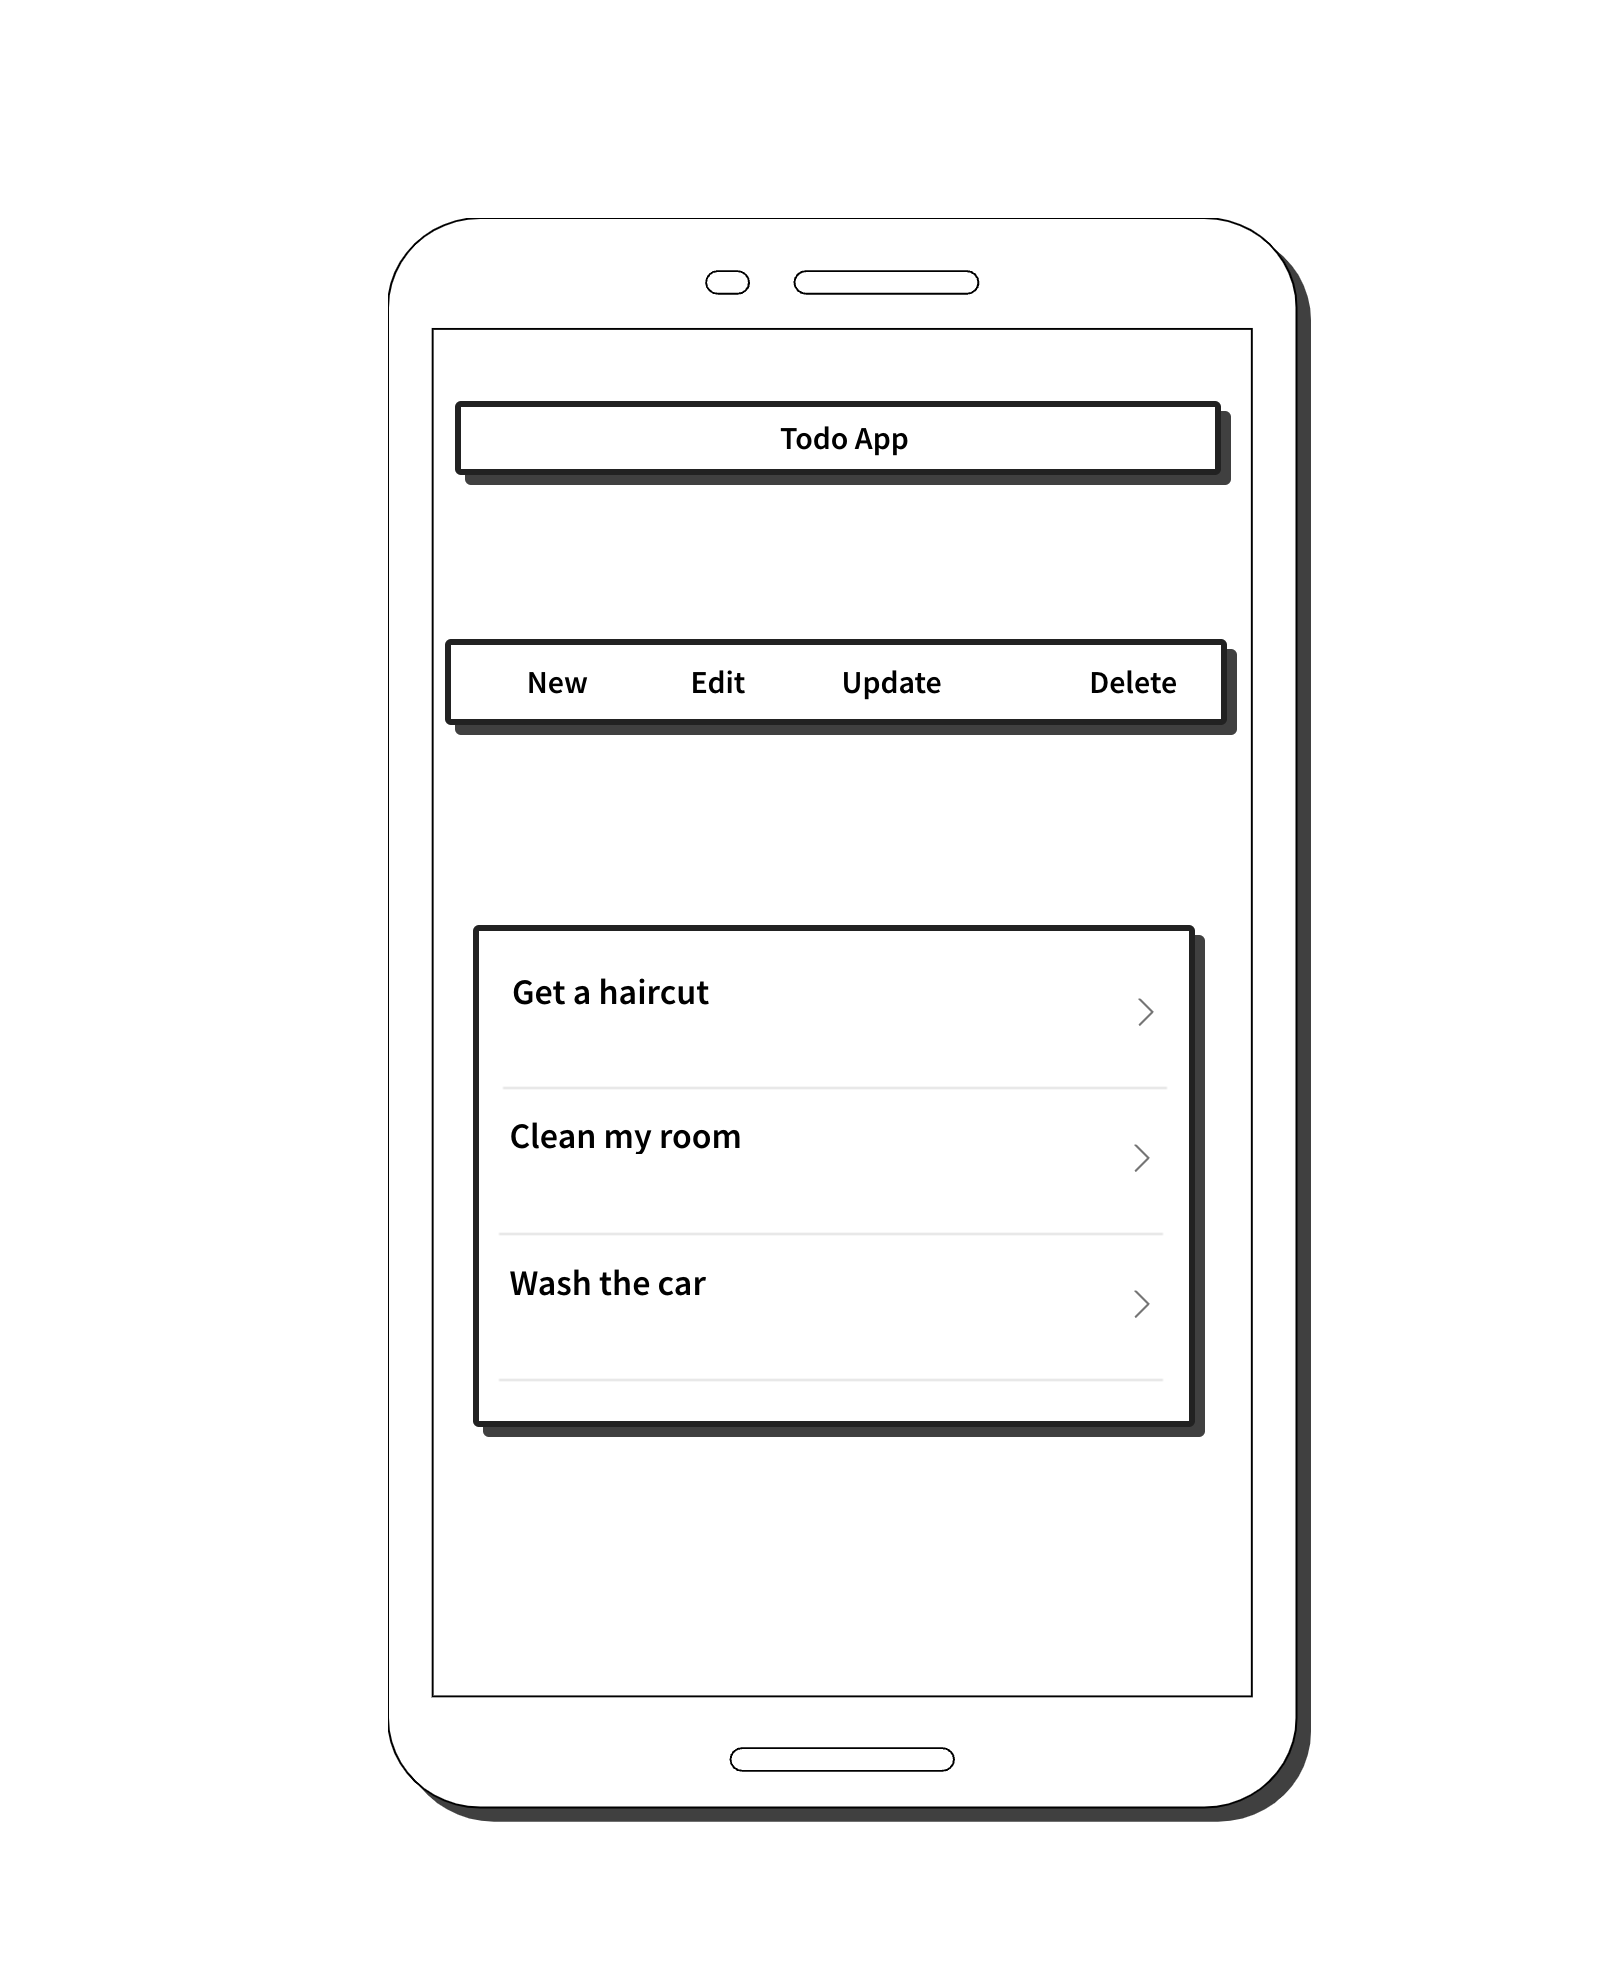 Todo App
New Edit Update Delete
Get a haircut
Clean my room
Wash the car